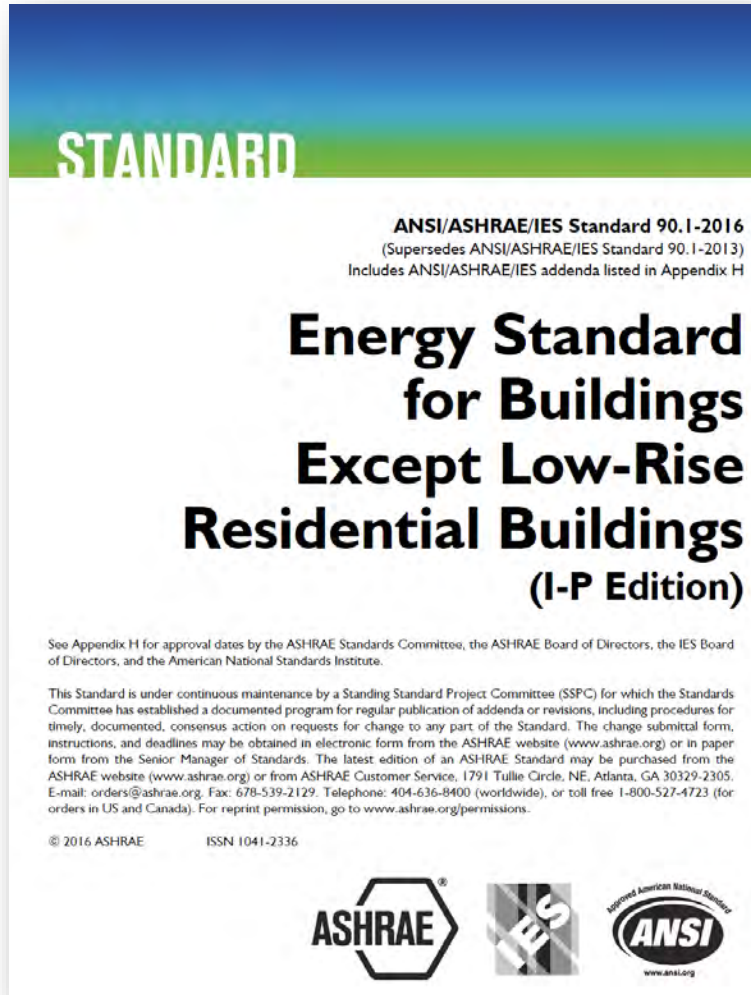 STANDARD
ANSI/ASHRAE/IES Standard 90.1-2016
(Supersedes ANSI/ASHRAE/IES Standard 90.1-2013)
Includes ANSI/ASHRAE/IES addenda listed in Appendix H
Energy Standard
for Buildings
Except Low-Rise
Residential Buildings
(I-P Edition)
See Appendix H for approval dates by the ASHRAE Standards Committee, the ASHRAE Board of Directors, the IES Board
of Directors, and the American National Standards Institute.
This Standard is under continuous maintenance by a Standing Standard Project Committee (SSPC) for which the Standards
Committee has established a documented program for regular publication of addenda or revisions, including procedures for
timely, documented, consensus action on requests for change to any part of the Standard. The change submittal form,
instructions, and deadlines may be obtained in electronic form from the ASHRAE website (www.ashrae.org) or in paper
form from the Senior Manager of Standards. The latest edition of an ASHRAE Standard may be purchased from the
ASHRAE website (www.ashrae.org) or from ASHRAE Customer Service, 1791 Tullie Circle, NE, Atlanta, GA 30329-2305.
E-mail: orders@ashrae.org. Fax: 678-539-2129. Telephone: 404-636-8400 (worldwide), or toll free 1-800-527-4723 (for
orders in US and Canada). For reprint permission, go to www.ashrae.org/permissions.
© 2016 ASHRAE ISSN 1041-2336
ASHRAE ®
IES
Approved American National Standard
ANSI
www.ansi.org